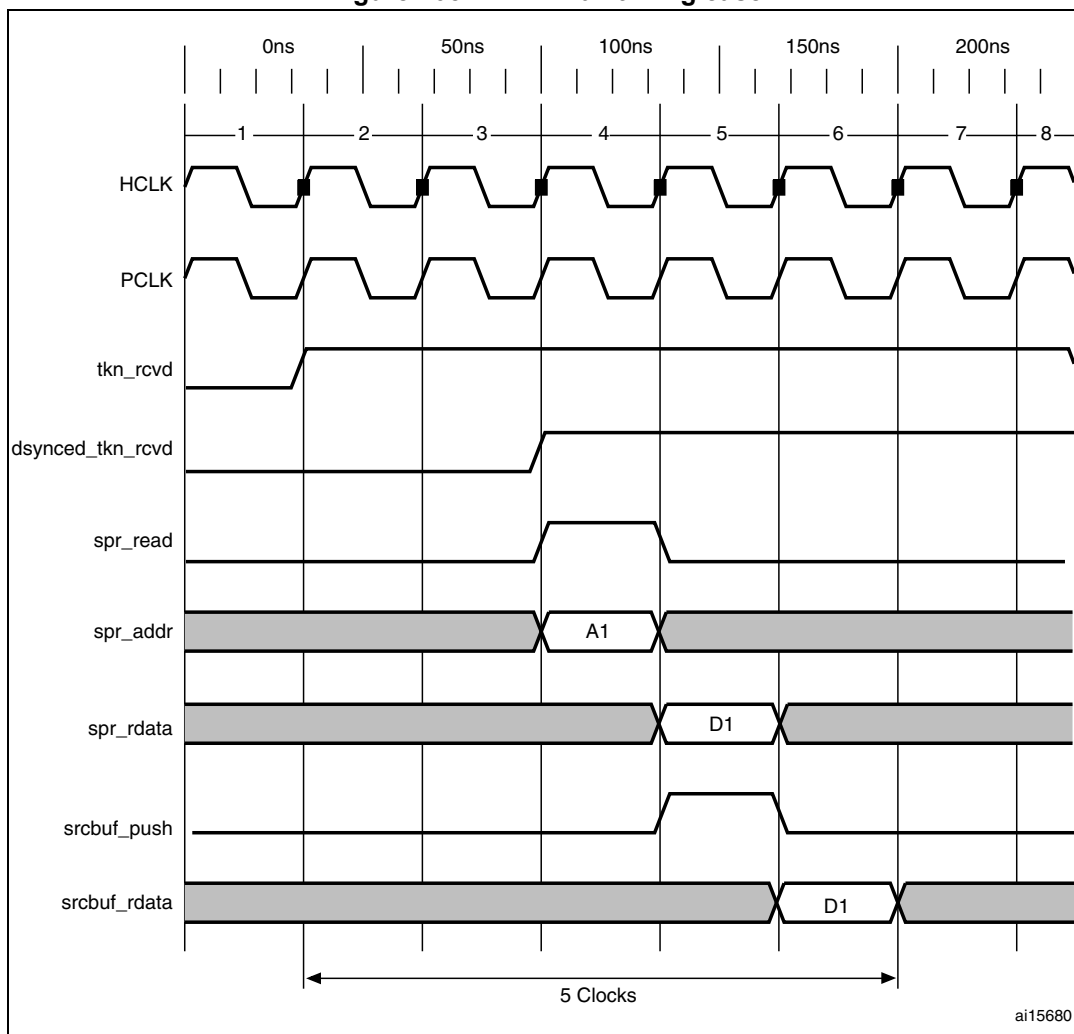 0ns 50ns 100ns 150ns 200ns
1 2 3 4 5 6 7 8
HCLK
PCLK
tkn_rcvd
dsynced_tkn_rcvd
spr_read
spr_addr A1
spr_rdata D1
srcbuf_push
srcbuf_rdata D1
5 Clocks
ai15680